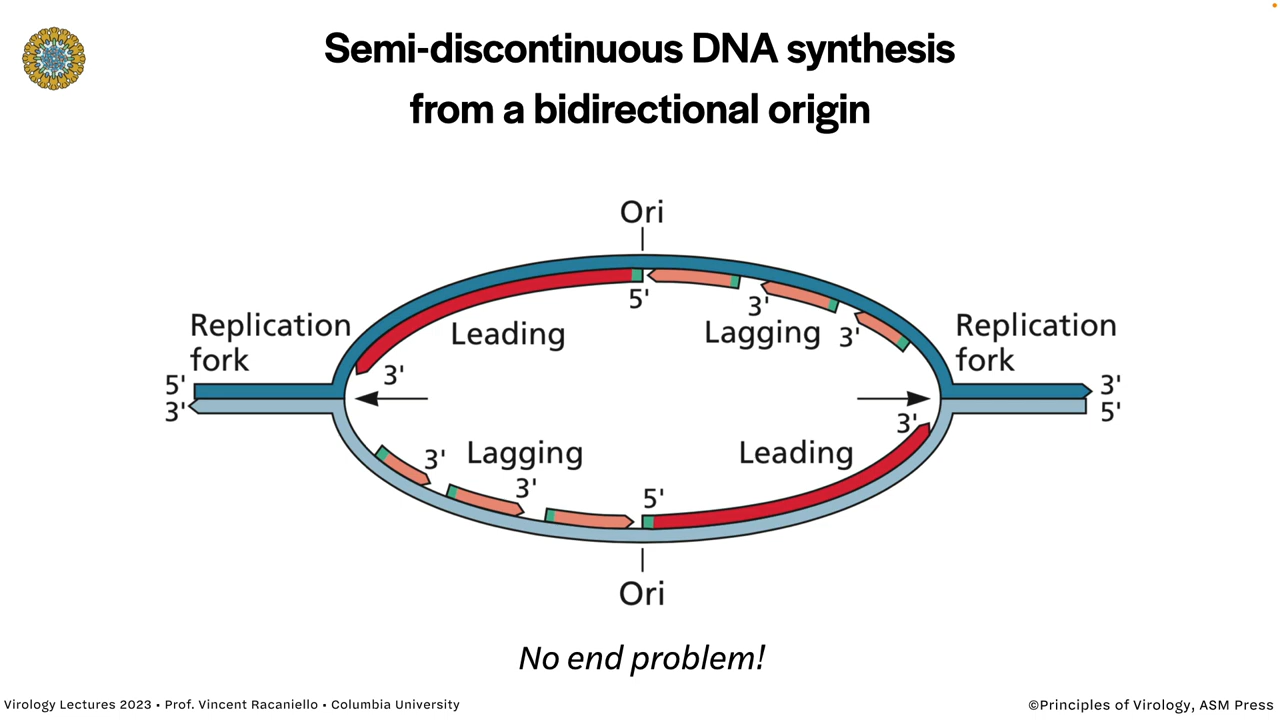 Semi-discontinuous DNA synthesis
from a bidirectional origin
Ori
5'
3'
Lagging
3'
Leading
Replication
fork
Replication
fork
3'
5'
3'
3'
5'
3'
Lagging
3'
3'
Leading
5'
Ori
No end problem!
Virology Lectures 2023 • Prof. Vincent Racaniello • Columbia University
©Principles of Virology, ASM Press